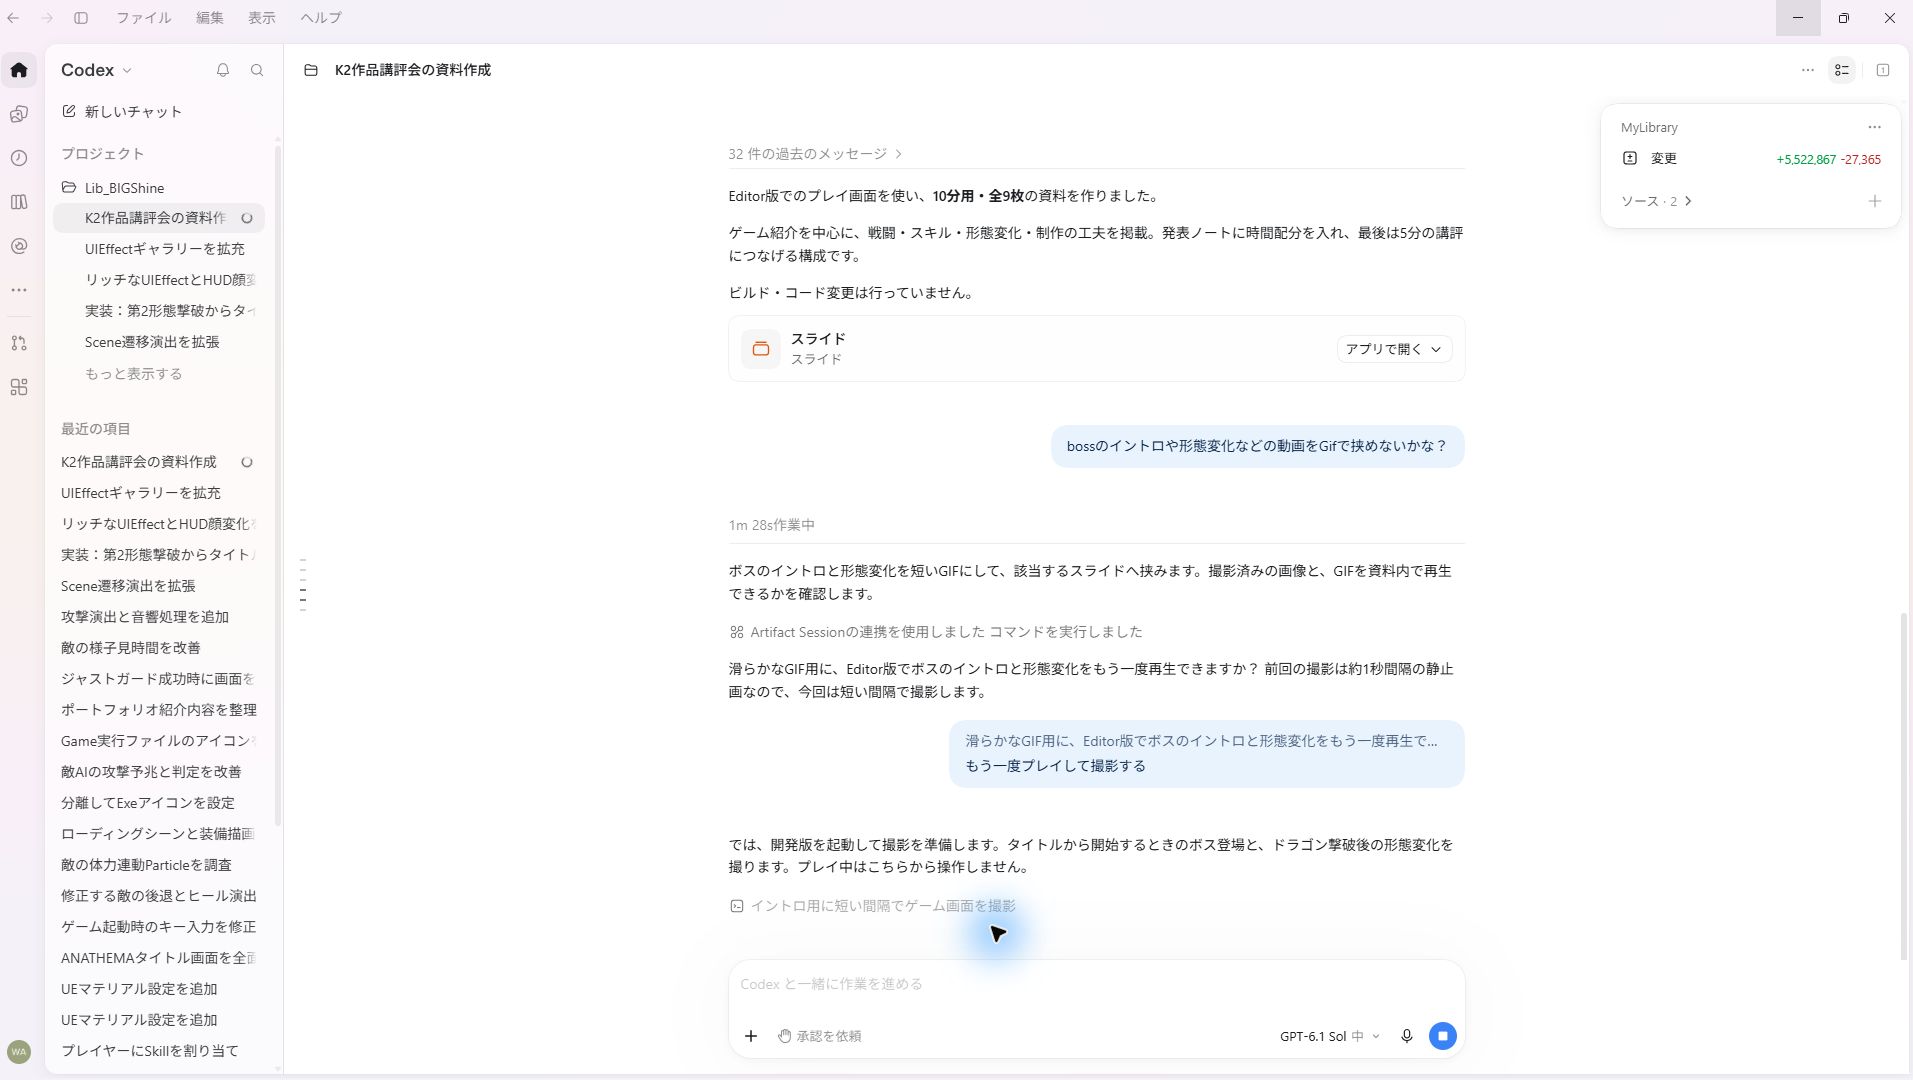 ファイル 編集 表示 ヘルプ
Codex
新しいチャット
プロジェクト
Lib_BIGShine
K2作品講評会の資料作
UIEffectギャラリーを拡充
リッチなUIEffectとHUD顔変
実装：第2形態撃破からタイ
Scene遷移演出を拡張
もっと表示する
最近の項目
K2作品講評会の資料作成
UIEffectギャラリーを拡充
リッチなUIEffectとHUD顔変化を
実装：第2形態撃破からタイトル
Scene遷移演出を拡張
攻撃演出と音響処理を追加
敵の様子見時間を改善
ジャストガード成功時に画面を
ポートフォリオ紹介内容を整理
Game実行ファイルのアイコンを
敵AIの攻撃予兆と判定を改善
分離してExeアイコンを設定
ローディングシーンと装備描画
敵の体力連動Particleを調査
修正する敵の後退とヒール演出
ゲーム起動時のキー入力を修正
ANATHEMAタイトル画面を全面
UEマテリアル設定を追加
UEマテリアル設定を追加
プレイヤーにSkillを割り当て
WA
K2作品講評会の資料作成
32 件の過去のメッセージ
Editor版でのプレイ画面を使い、10分用・全9枚の資料を作りました。
ゲーム紹介を中心に、戦闘・スキル・形態変化・制作の工夫を掲載。発表ノートに時間配分を入れ、最後は5分の講評
につなげる構成です。
ビルド・コード変更は行っていません。
スライド
スライド
アプリで開く
bossのイントロや形態変化などの動画をGifで挟めないかな？
1m 28s作業中
ボスのイントロと形態変化を短いGIFにして、該当するスライドへ挟みます。撮影済みの画像と、GIFを資料内で再生
できるかを確認します。
Artifact Sessionの連携を使用しました コマンドを実行しました
滑らかなGIF用に、Editor版でボスのイントロと形態変化をもう一度再生できますか？ 前回の撮影は約1秒間隔の静止
画なので、今回は短い間隔で撮影します。
滑らかなGIF用に、Editor版でボスのイントロと形態変化をもう一度再生で...
もう一度プレイして撮影する
では、開発版を起動して撮影を準備します。タイトルから開始するときのボス登場と、ドラゴン撃破後の形態変化を
撮ります。プレイ中はこちらから操作しません。
イントロ用に短い間隔でゲーム画面を撮影
Codex と一緒に作業を進める
承認を依頼
GPT-6.1 Sol 中
1
MyLibrary
変更 +5,522,867 -27,365
ソース · 2